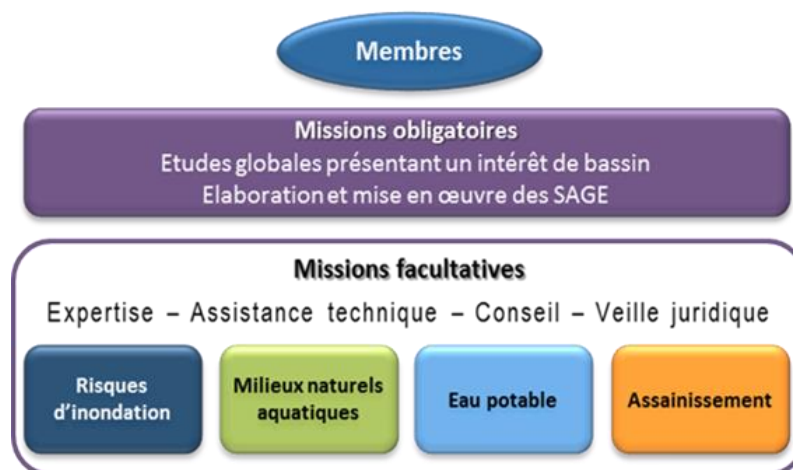 Membres
Missions obligatoires
Etudes globales présentant un intérêt de bassin
Elaboration et mise en œuvre des SAGE
Missions facultatives
Expertise – Assistance technique – Conseil – Veille juridique
Risques
d’inondation
Milieux naturels
aquatiques
Eau potable
Assainissement